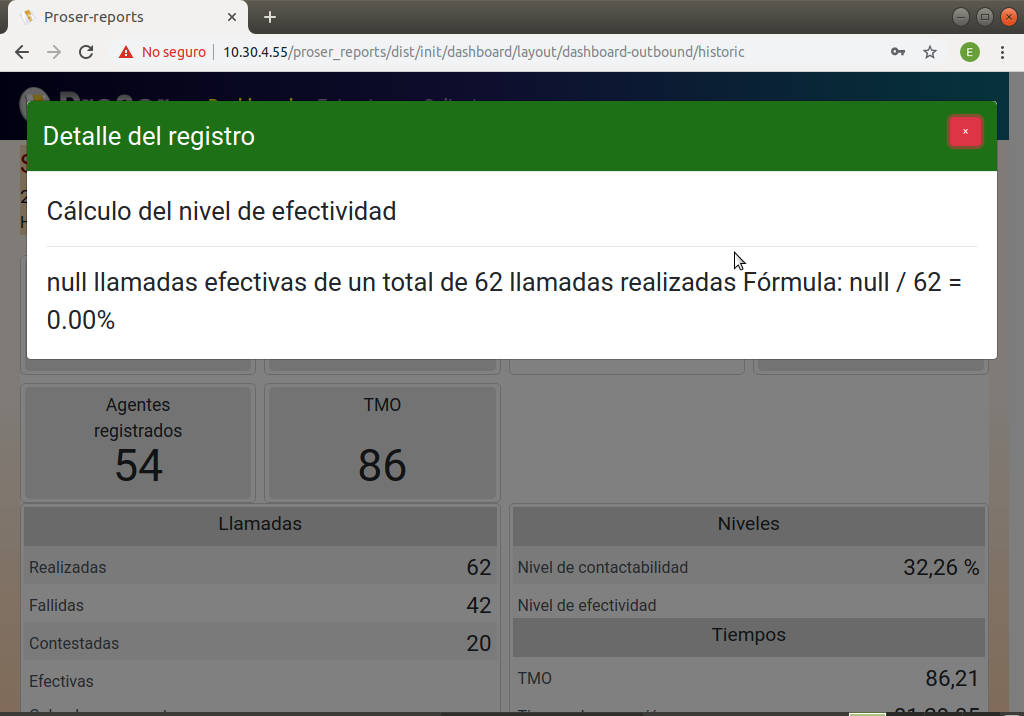 Proser-reports
No seguro
10.30.4.55/proser_reports/dist/init/dashboard/layout/dashboard-outbound/historic
E
Detalle del registro
×
Cálculo del nivel de efectividad
null llamadas efectivas de un total de 62 llamadas realizadas Fórmula: null / 62 =
0.00%
Agentes
registrados
54
TMO
86
Llamadas
Realizadas 62
Fallidas 42
Contestadas 20
Efectivas
Niveles
Nivel de contactabilidad 32,26 %
Nivel de efectividad
Tiempos
TMO 86,21